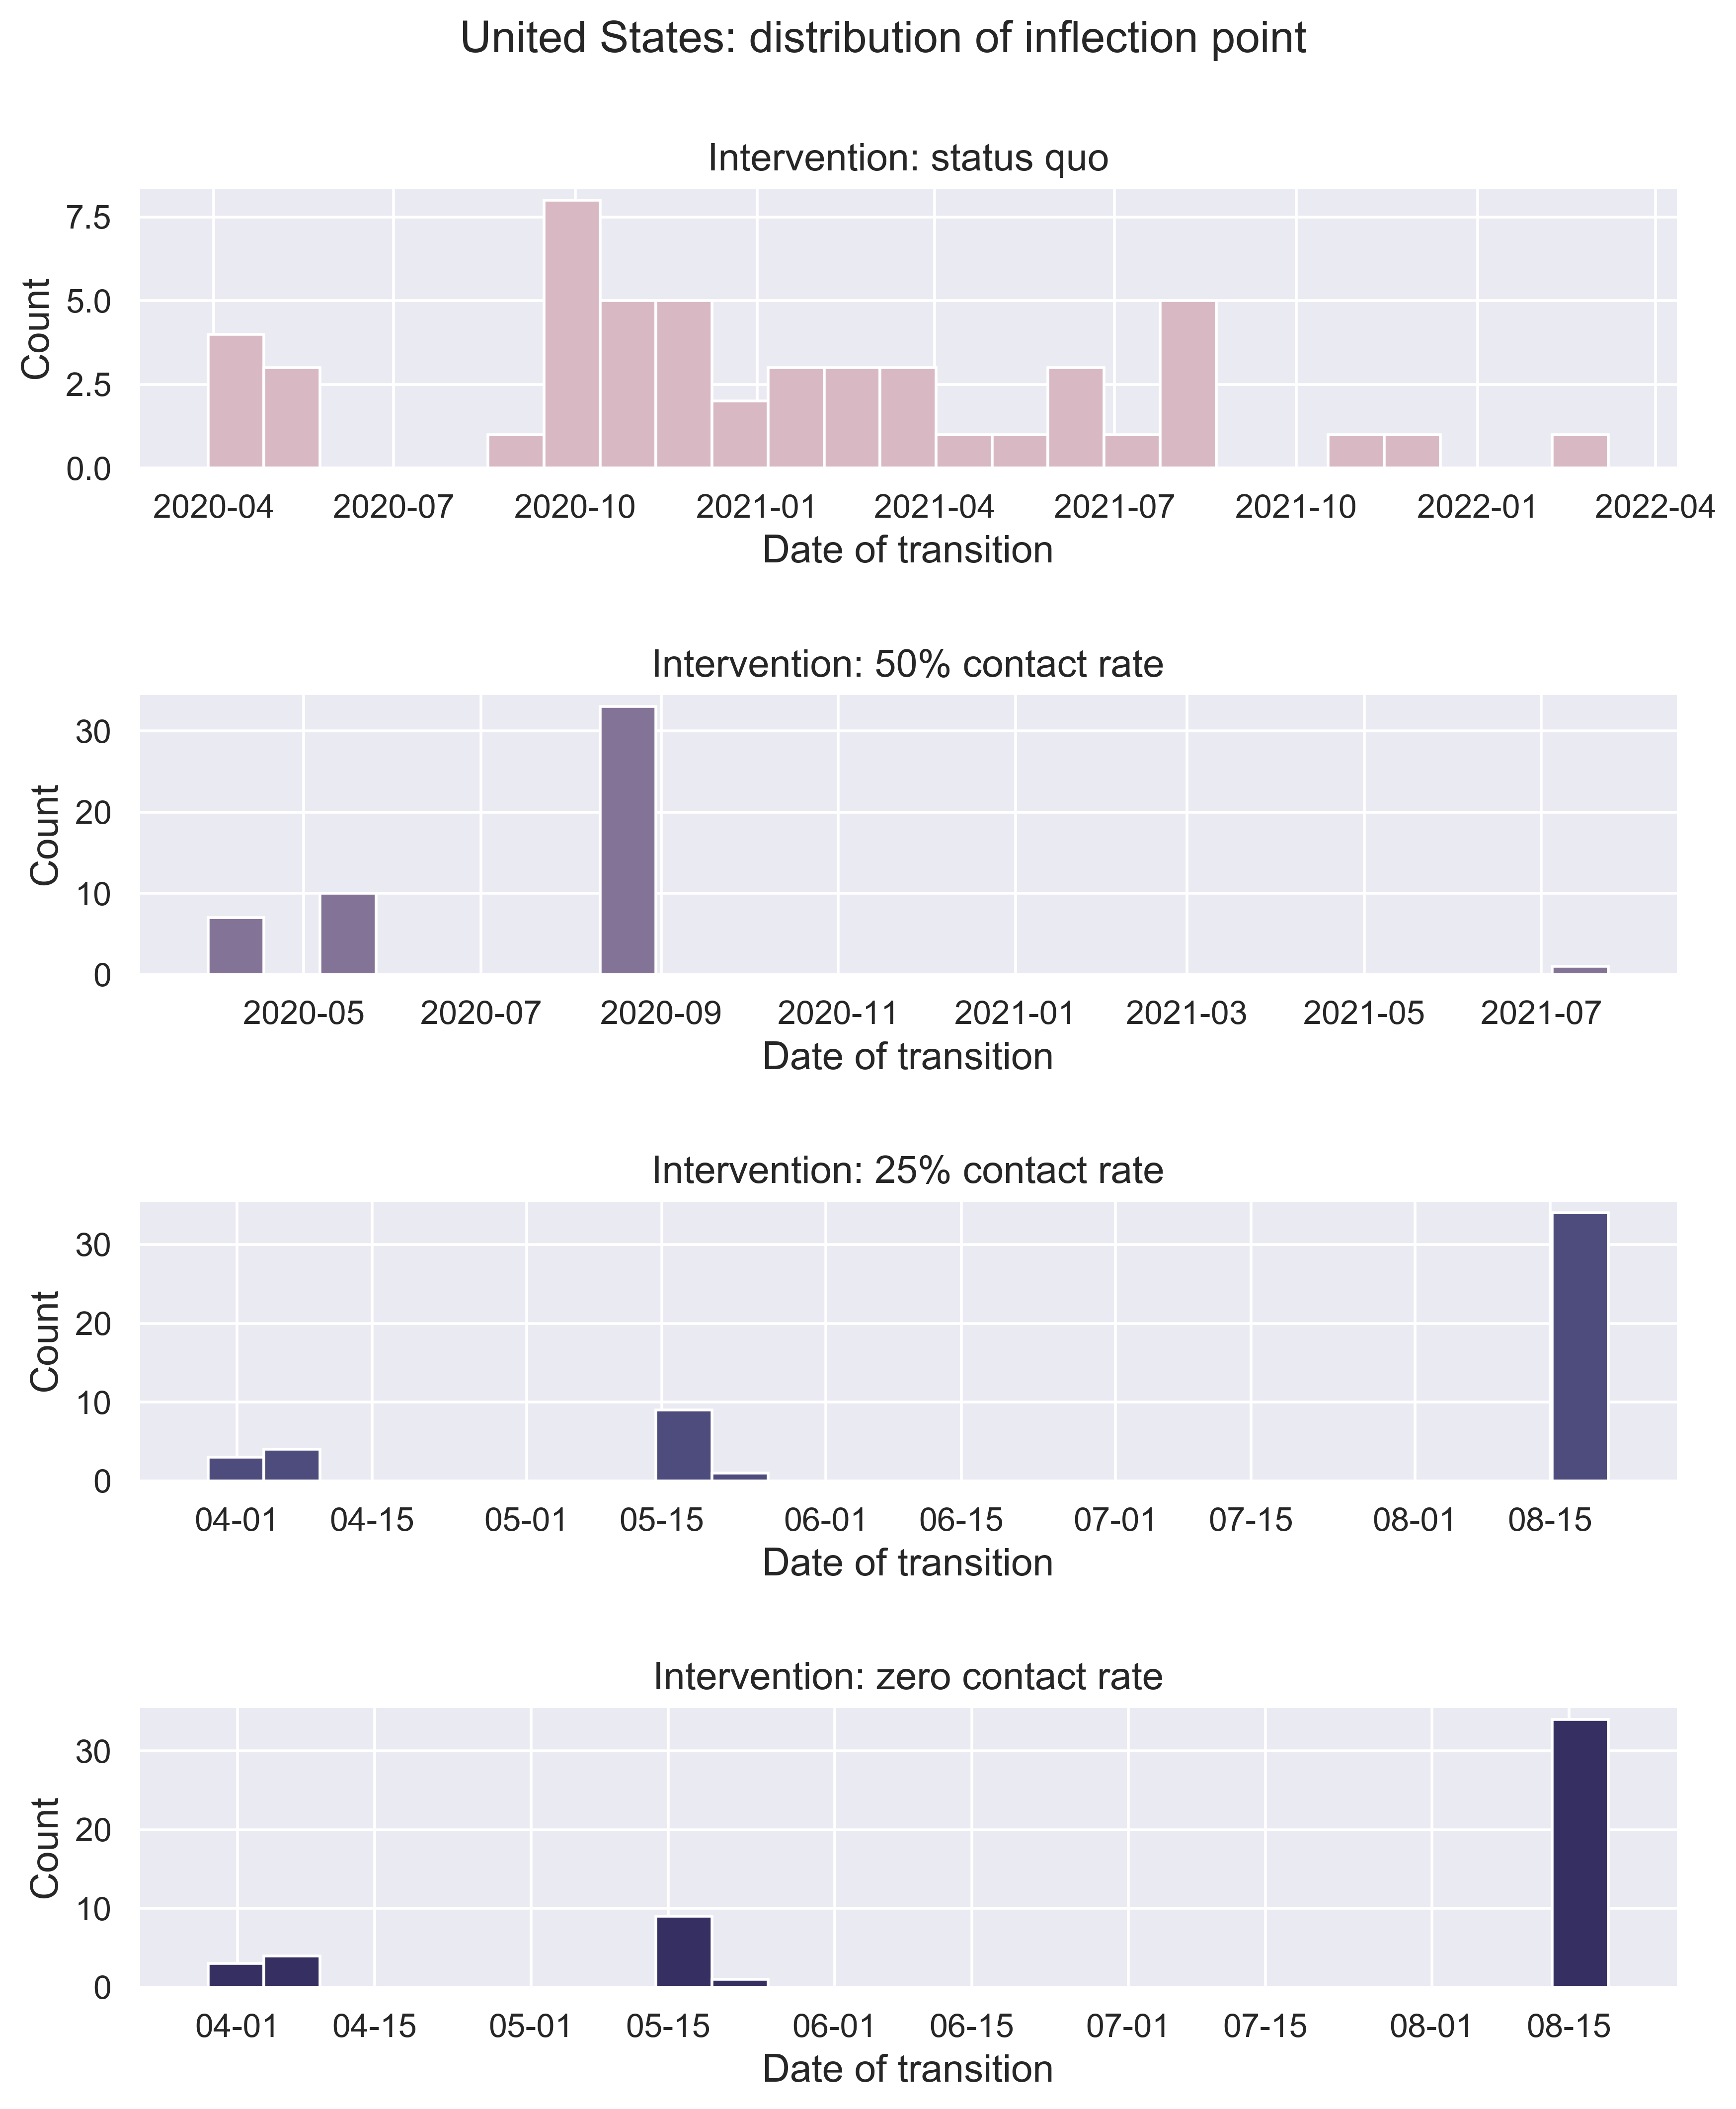 United States: distribution of inflection point
Intervention: status quo
Count
7.5
5.0
2.5
0.0
2020-04 2020-07 2020-10 2021-01 2021-04 2021-07 2021-10 2022-01 2022-04
Date of transition
Intervention: 50% contact rate
Count
30
20
10
0
2020-05 2020-07 2020-09 2020-11 2021-01 2021-03 2021-05 2021-07
Date of transition
Intervention: 25% contact rate
Count
30
20
10
0
04-01 04-15 05-01 05-15 06-01 06-15 07-01 07-15 08-01 08-15
Date of transition
Intervention: zero contact rate
Count
30
20
10
0
04-01 04-15 05-01 05-15 06-01 06-15 07-01 07-15 08-01 08-15
Date of transition